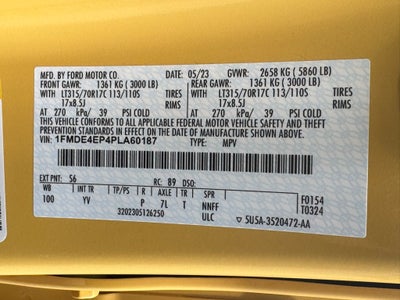 MFD. BY FORD MOTOR CO. 05/23 GVWR: 2658 KG ( 5860 LB)
FRONT GAWR: 1361 KG ( 3000 LB) REAR GAWR: 1361 KG ( 3000 LB)
WITH LT315/70R17C 113/110S TIRES WITH LT315/70R17C 113/110S TIRES
17x8.5J RIMS 17x8.5J RIMS
AT 270 kPa/ 39 PSI COLD AT 270 kPa/ 39 PSI COLD
THIS VEHICLE CONFORMS TO ALL APPLICABLE FEDERAL MOTOR VEHICLE SAFETY AND THEFT
PREVENTION STANDARDS IN EFFECT ON THE DATE OF MANUFACTURE SHOWN ABOVE.
VIN: 1FMDE4EP4PLA60187 TYPE: MPV
EXT PNT: S6 RC: 89 DSO:
WB INT TR TP/PS R AXLE TR SPR F0154
100 YV P 7L T NNFF T0324
3202305126250 ULC 5U5A-3520472-AA